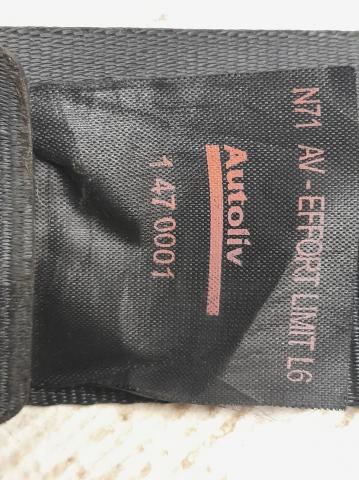 N71 AV - EFFORT LIMIT L6
Autoliv
1 47 0001